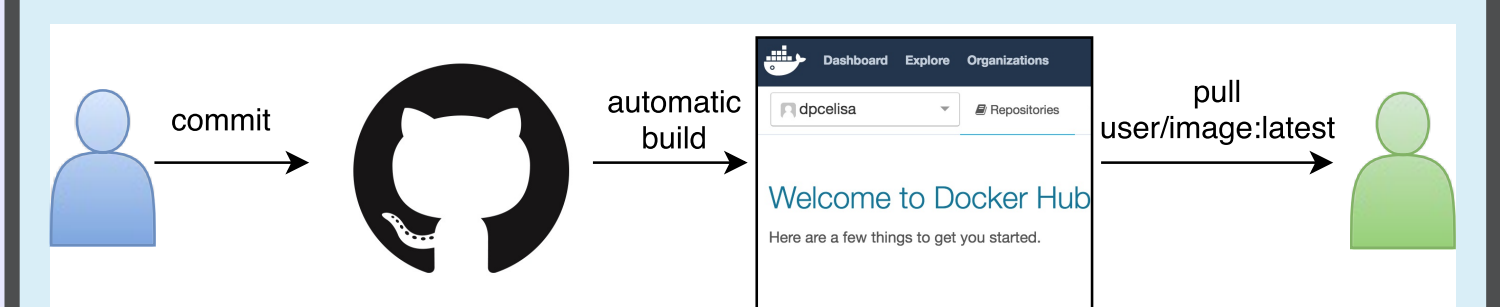 commit
automatic
build
Dashboard Explore Organizations
dpcelisa
Repositories
Welcome to Docker Hub
Here are a few things to get you started.
pull
user/image:latest